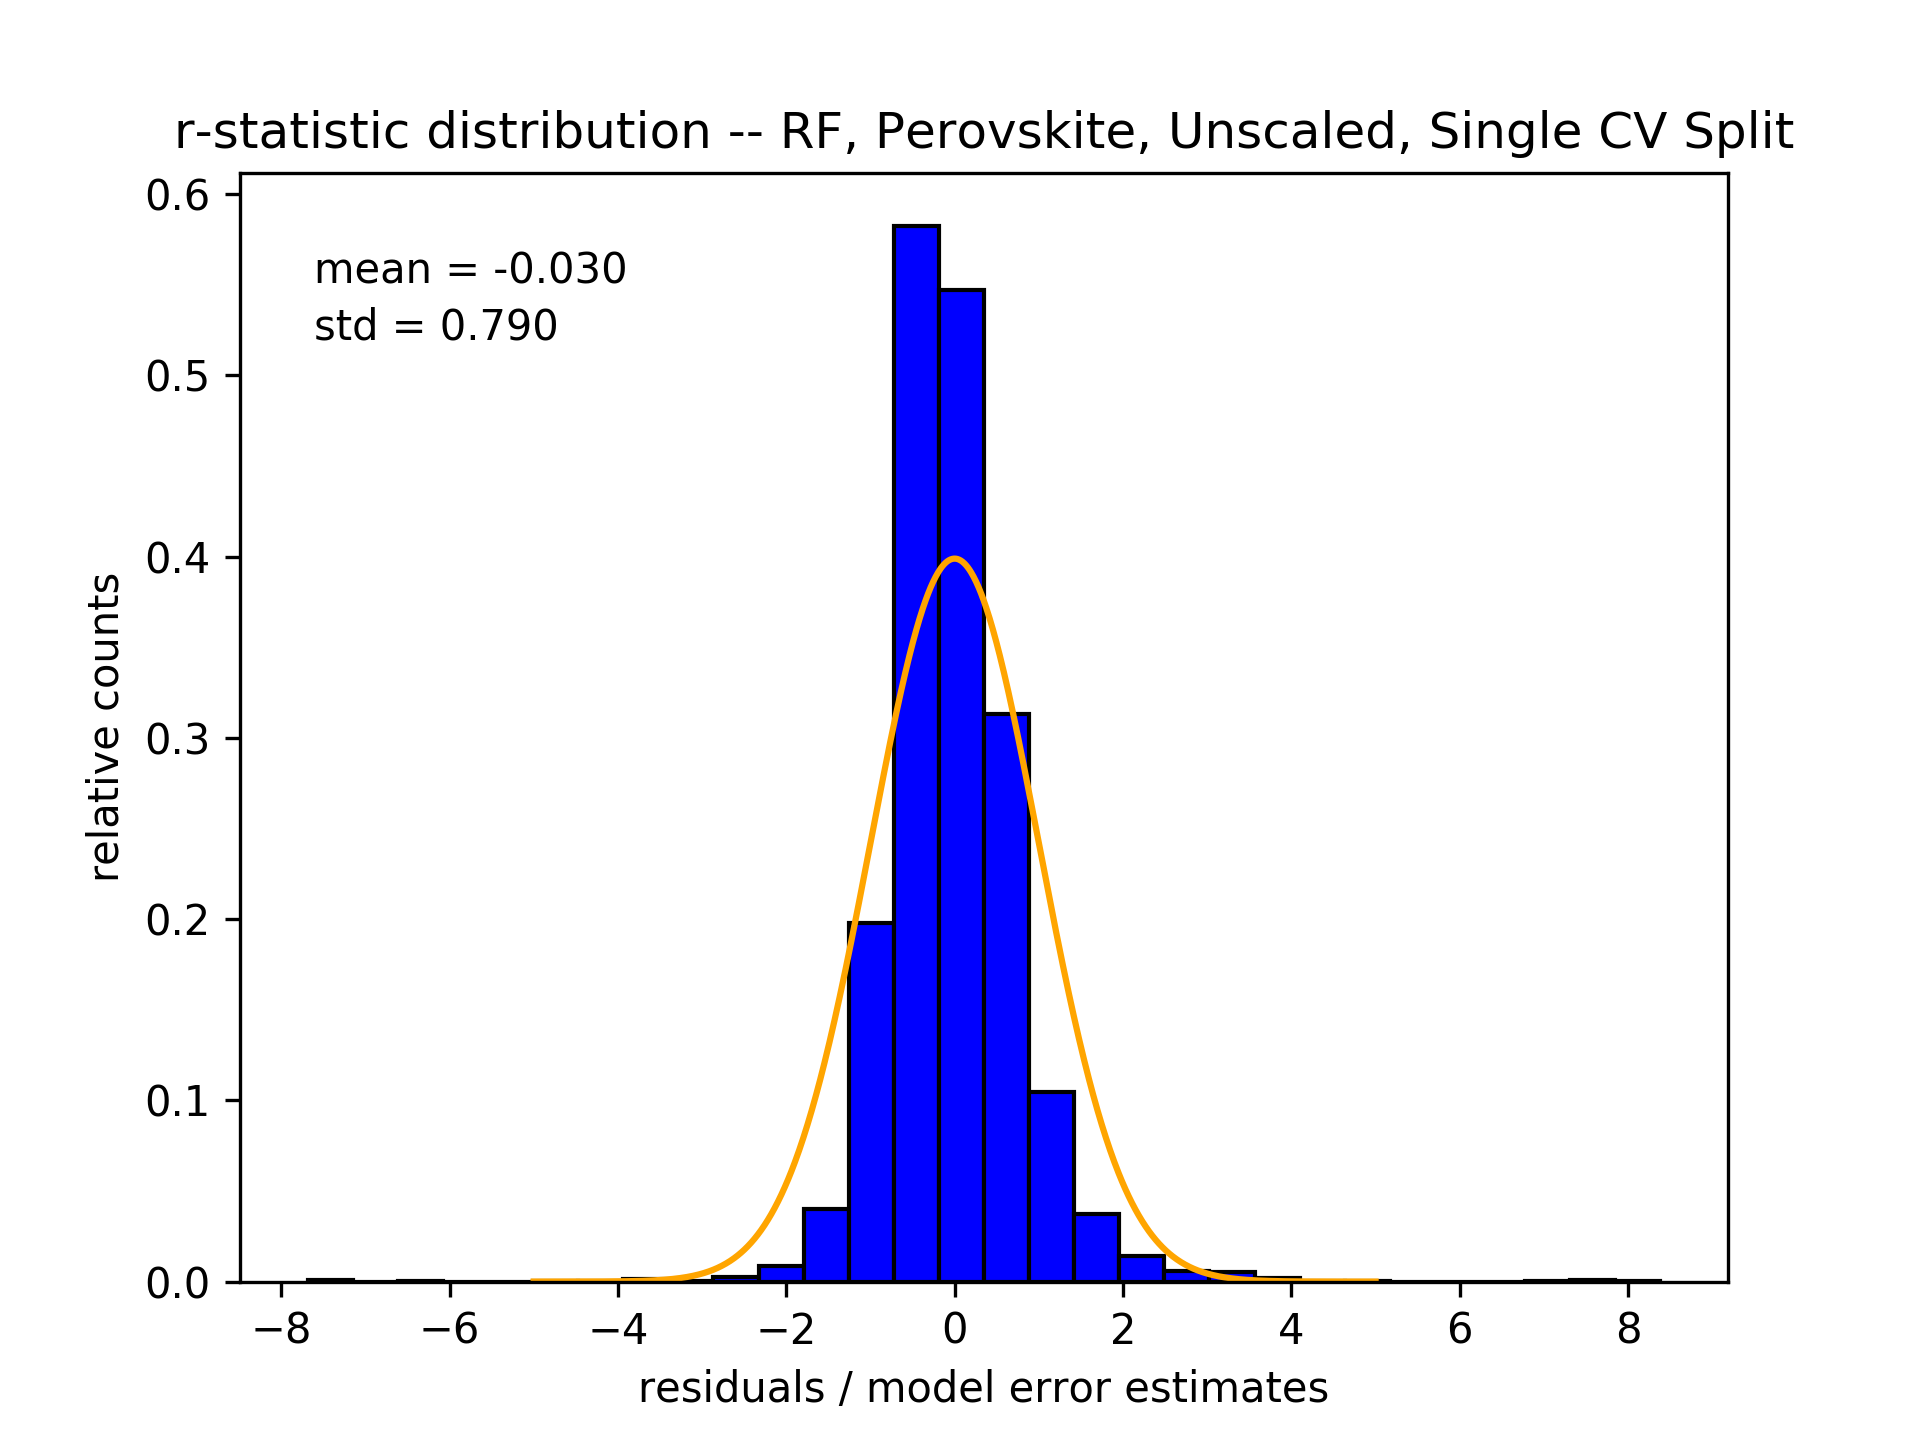 r-statistic distribution -- RF, Perovskite, Unscaled, Single CV Split
mean = -0.030
std = 0.790
0.6
0.5
0.4
0.3
0.2
0.1
0.0
relative counts
−8 −6 −4 −2 0 2 4 6 8
residuals / model error estimates